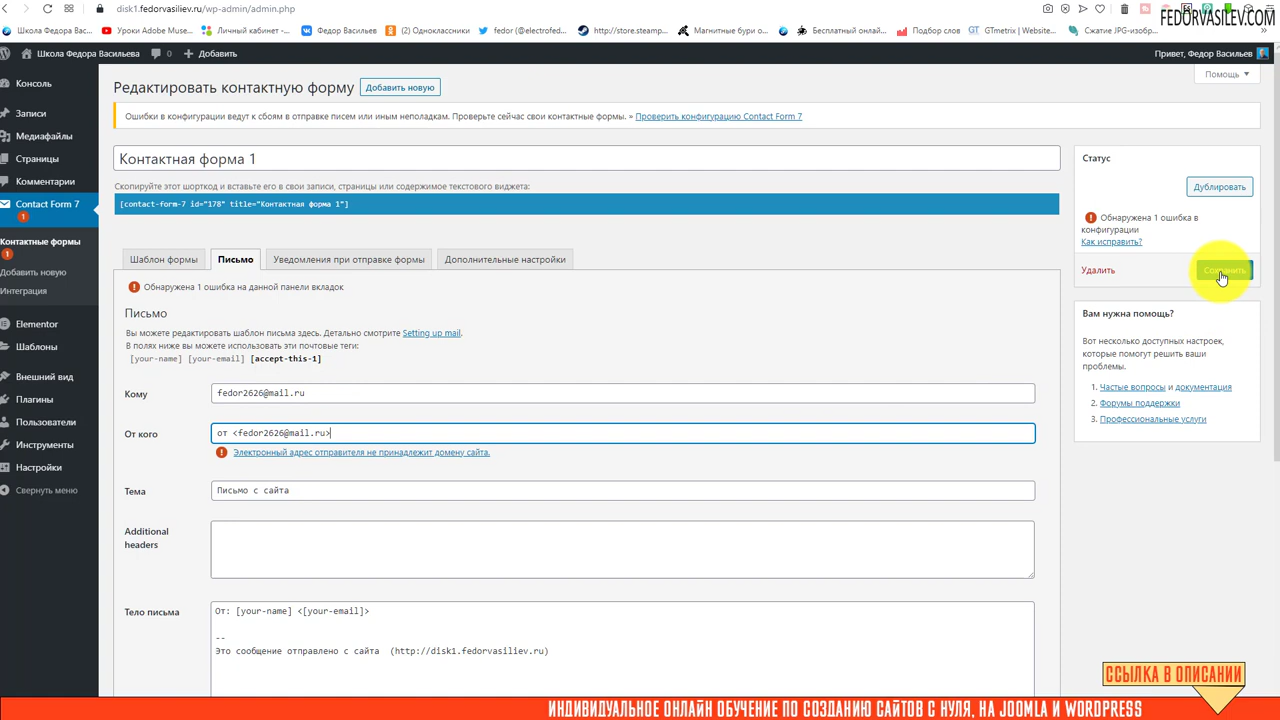 disk1.fedorvasiliev.ru/wp-admin/admin.php
FEDORVASILEV.COM
Школа Федора Вас...
Уроки Adobe Muse...
Личный кабинет -...
Федор Васильев
(2) Одноклассники
fedor (@electrofed...
http://store.steamp...
Магнитные бури о...
Бесплатный онлай...
Подбор слов
GTmetrix | Website...
Сжатие JPG-изобр...
Школа Федора Васильева
0
Добавить
Привет, Федор Васильев
Помощь
Консоль
Записи
Медиафайлы
Страницы
Комментарии
Contact Form 7
1
Контактные формы
1
Добавить новую
Интеграция
Elementor
Шаблоны
Внешний вид
Плагины
Пользователи
Инструменты
Настройки
Свернуть меню
Редактировать контактную форму
Добавить новую
Ошибки в конфигурации ведут к сбоям в отправке писем или иным неполадкам. Проверьте сейчас свои контактные формы. » Проверить конфигурацию Contact Form 7
Контактная форма 1
Скопируйте этот шорткод и вставьте его в свои записи, страницы или содержимое текстового виджета:
[contact-form-7 id="178" title="Контактная форма 1"]
Шаблон формы
Письмо
Уведомления при отправке формы
Дополнительные настройки
Обнаружена 1 ошибка на данной панели вкладок
Письмо
Вы можете редактировать шаблон письма здесь. Детально смотрите Setting up mail.
В полях ниже вы можете использовать эти почтовые теги:
[your-name] [your-email] [accept-this-1]
Кому
fedor2626@mail.ru
От кого
от <fedor2626@mail.ru>
Электронный адрес отправителя не принадлежит домену сайта.
Тема
Письмо с сайта
Additional
headers
Тело письма
От: [your-name] <[your-email]>
--
Это сообщение отправлено с сайта (http://disk1.fedorvasiliev.ru)
Статус
Дублировать
Обнаружена 1 ошибка в
конфигурации
Как исправить?
Удалить
Сохранить
Вам нужна помощь?
Вот несколько доступных настроек,
которые помогут решить ваши
проблемы.
1. Частые вопросы и документация
2. Форумы поддержки
3. Профессиональные услуги
ССЫЛКА В ОПИСАНИИ
ИНДИВИДУАЛЬНОЕ ОНЛАЙН ОБУЧЕНИЕ ПО СОЗДАНИЮ САЙТОВ С НУЛЯ, НА JOOMLA И WORDPRESS